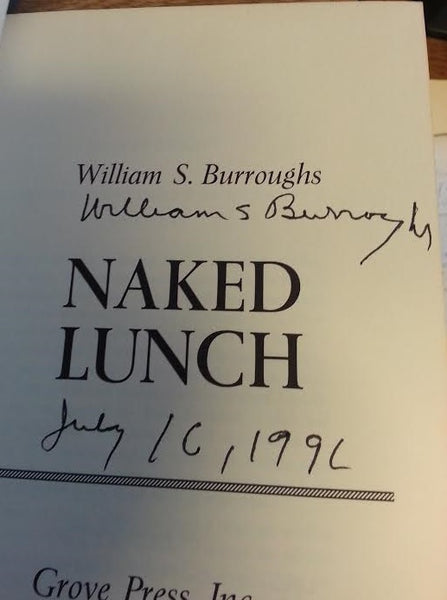 William S. Burroughs
William S Burroughs
NAKED
LUNCH
July 16, 1996
Grove Press, Inc.